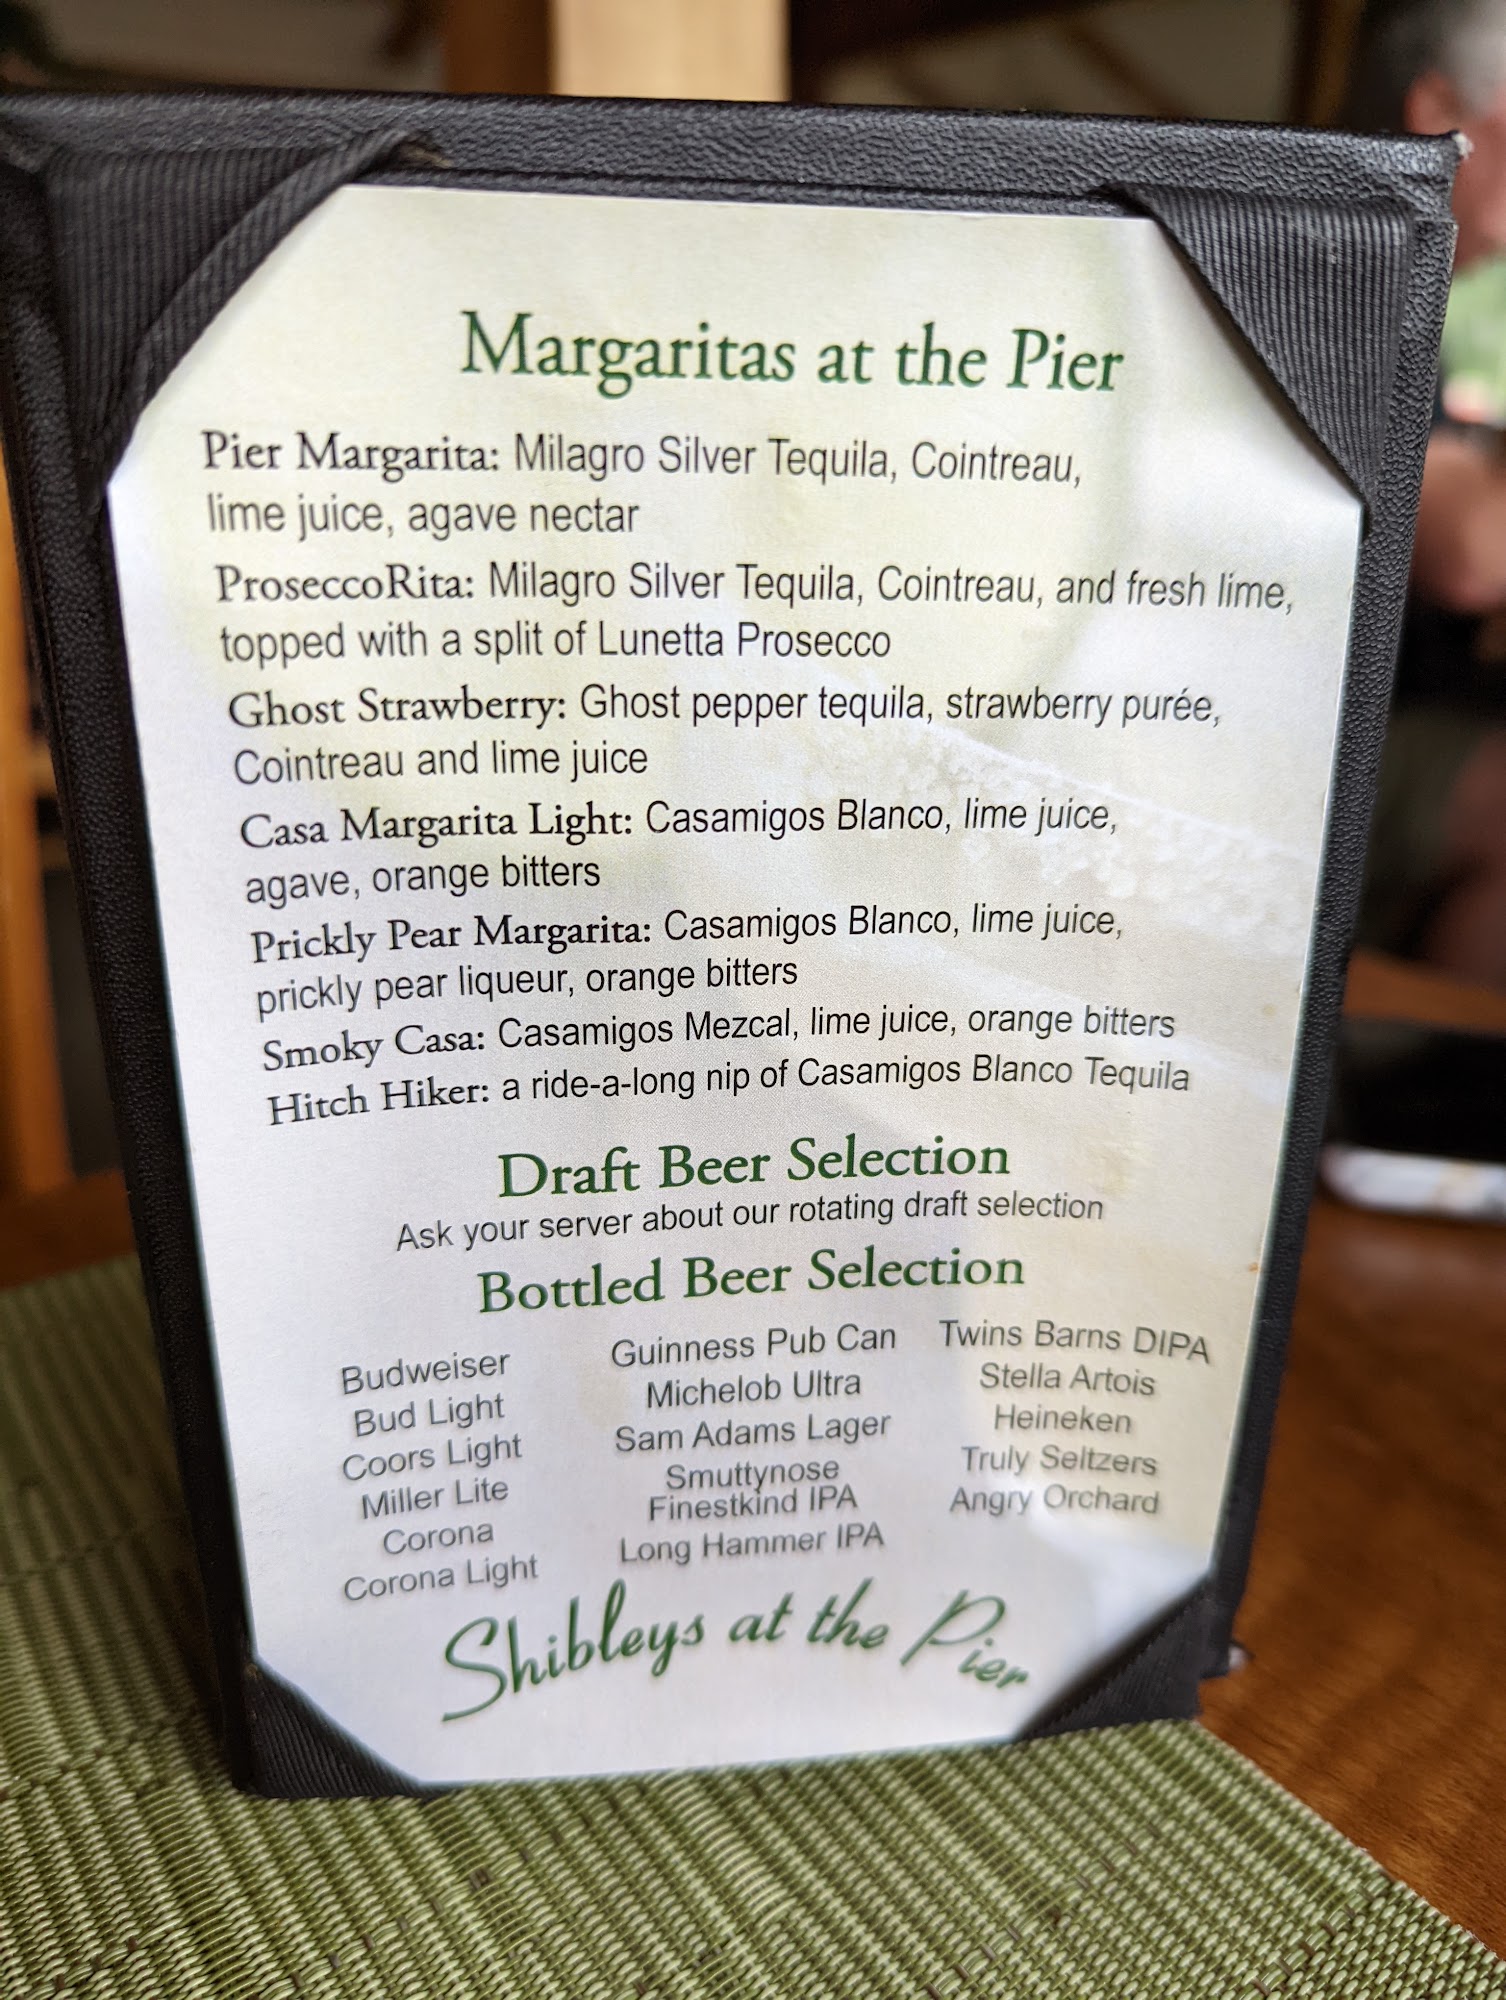 Margaritas at the Pier
Pier Margarita: Milagro Silver Tequila, Cointreau,
lime juice, agave nectar
ProseccoRita: Milagro Silver Tequila, Cointreau, and fresh lime,
topped with a split of Lunetta Prosecco
Ghost Strawberry: Ghost pepper tequila, strawberry purée,
Cointreau and lime juice
Casa Margarita Light: Casamigos Blanco, lime juice,
agave, orange bitters
Prickly Pear Margarita: Casamigos Blanco, lime juice,
prickly pear liqueur, orange bitters
Smoky Casa: Casamigos Mezcal, lime juice, orange bitters
Hitch Hiker: a ride-a-long nip of Casamigos Blanco Tequila
Draft Beer Selection
Ask your server about our rotating draft selection
Bottled Beer Selection
Budweiser
Bud Light
Coors Light
Miller Lite
Corona
Corona Light
Guinness Pub Can
Michelob Ultra
Sam Adams Lager
Smuttynose
Finestkind IPA
Long Hammer IPA
Twins Barns DIPA
Stella Artois
Heineken
Truly Seltzers
Angry Orchard
Shibleys at the Pier